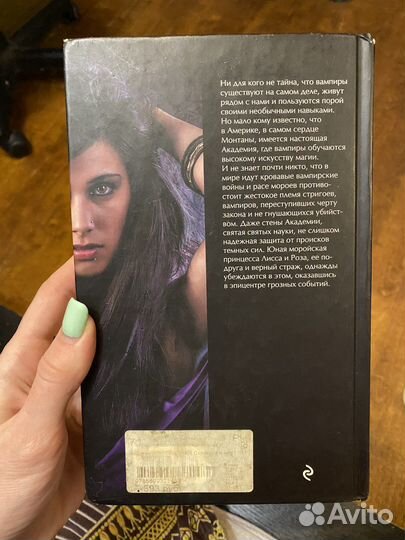 Ни для кого не тайна, что вампиры
существуют на самом деле, живут
рядом с нами и пользуются порой
своими необычными навыками.
Но мало кому известно, что
в Америке, в самом сердце
Монтаны, имеется настоящая
Академия, где вампиры обучаются
высокому искусству магии.
И не знает почти никто, что в
мире идут кровавые вампирские
войны и расе мороев противо-
стоит жестокое племя стригоев,
вампиров, переступивших черту
закона и не гнушающихся убийст-
вом. Даже стены Академии,
святая святых науки, не слишком
надежная защита от происков
темных сил. Юная моройская
принцесса Лисса и Роза, ее по-
друга и верный страж, однажды
убеждаются в этом, оказавшись
в эпицентре грозных событий.
Avito